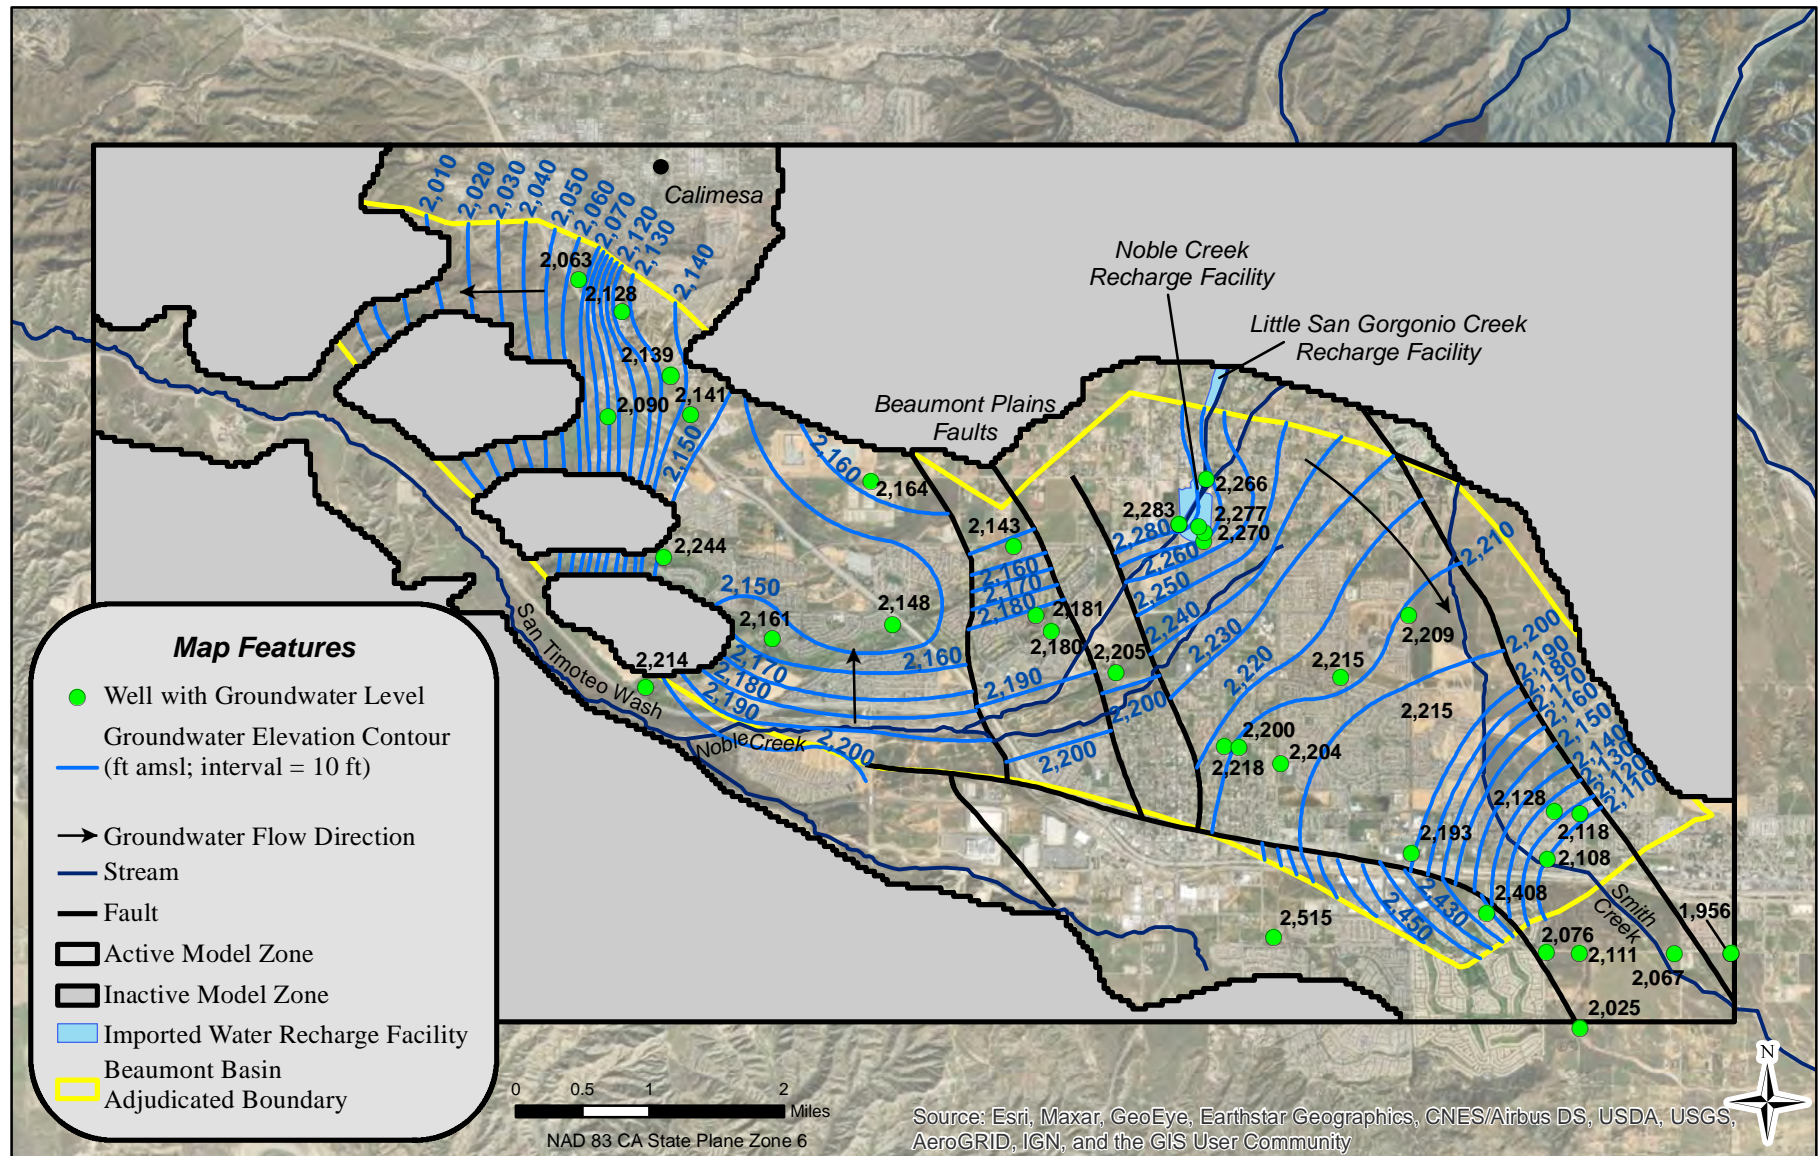 2,010
2,020
2,030
2,040
2,050
2,060
2,070
2,120
2,130
2,140
Calimesa
2,063
2,128
2,139
2,141
2,090
2,150
Noble Creek
Recharge Facility
Little San Gorgonio Creek
Recharge Facility
Beaumont Plains
Faults
2,160
2,164
2,143
2,283
2,266
2,277
2,270
2,280
2,260
2,250
2,240
2,230
2,220
2,210
2,160
2,170
2,180
2,181
2,180
2,205
2,244
2,150
2,161
2,148
2,160
2,170
2,180
2,190
2,190
2,200
2,200
2,200
2,214
San Timoteo Wash
Noble Creek
2,209
2,215
2,215
2,200
2,218
2,204
2,200
2,190
2,180
2,170
2,160
2,150
2,140
2,130
2,120
2,110
2,128
2,118
2,108
2,193
2,408
2,430
2,450
2,515
Smith
Creek
1,956
2,076
2,111
2,067
2,025
Map Features
Well with Groundwater Level
Groundwater Elevation Contour
(ft amsl; interval = 10 ft)
Groundwater Flow Direction
Stream
Fault
Active Model Zone
Inactive Model Zone
Imported Water Recharge Facility
Beaumont Basin
Adjudicated Boundary
0 0.5 1 2
Miles
NAD 83 CA State Plane Zone 6
Source: Esri, Maxar, GeoEye, Earthstar Geographics, CNES/Airbus DS, USDA, USGS,
AeroGRID, IGN, and the GIS User Community
N